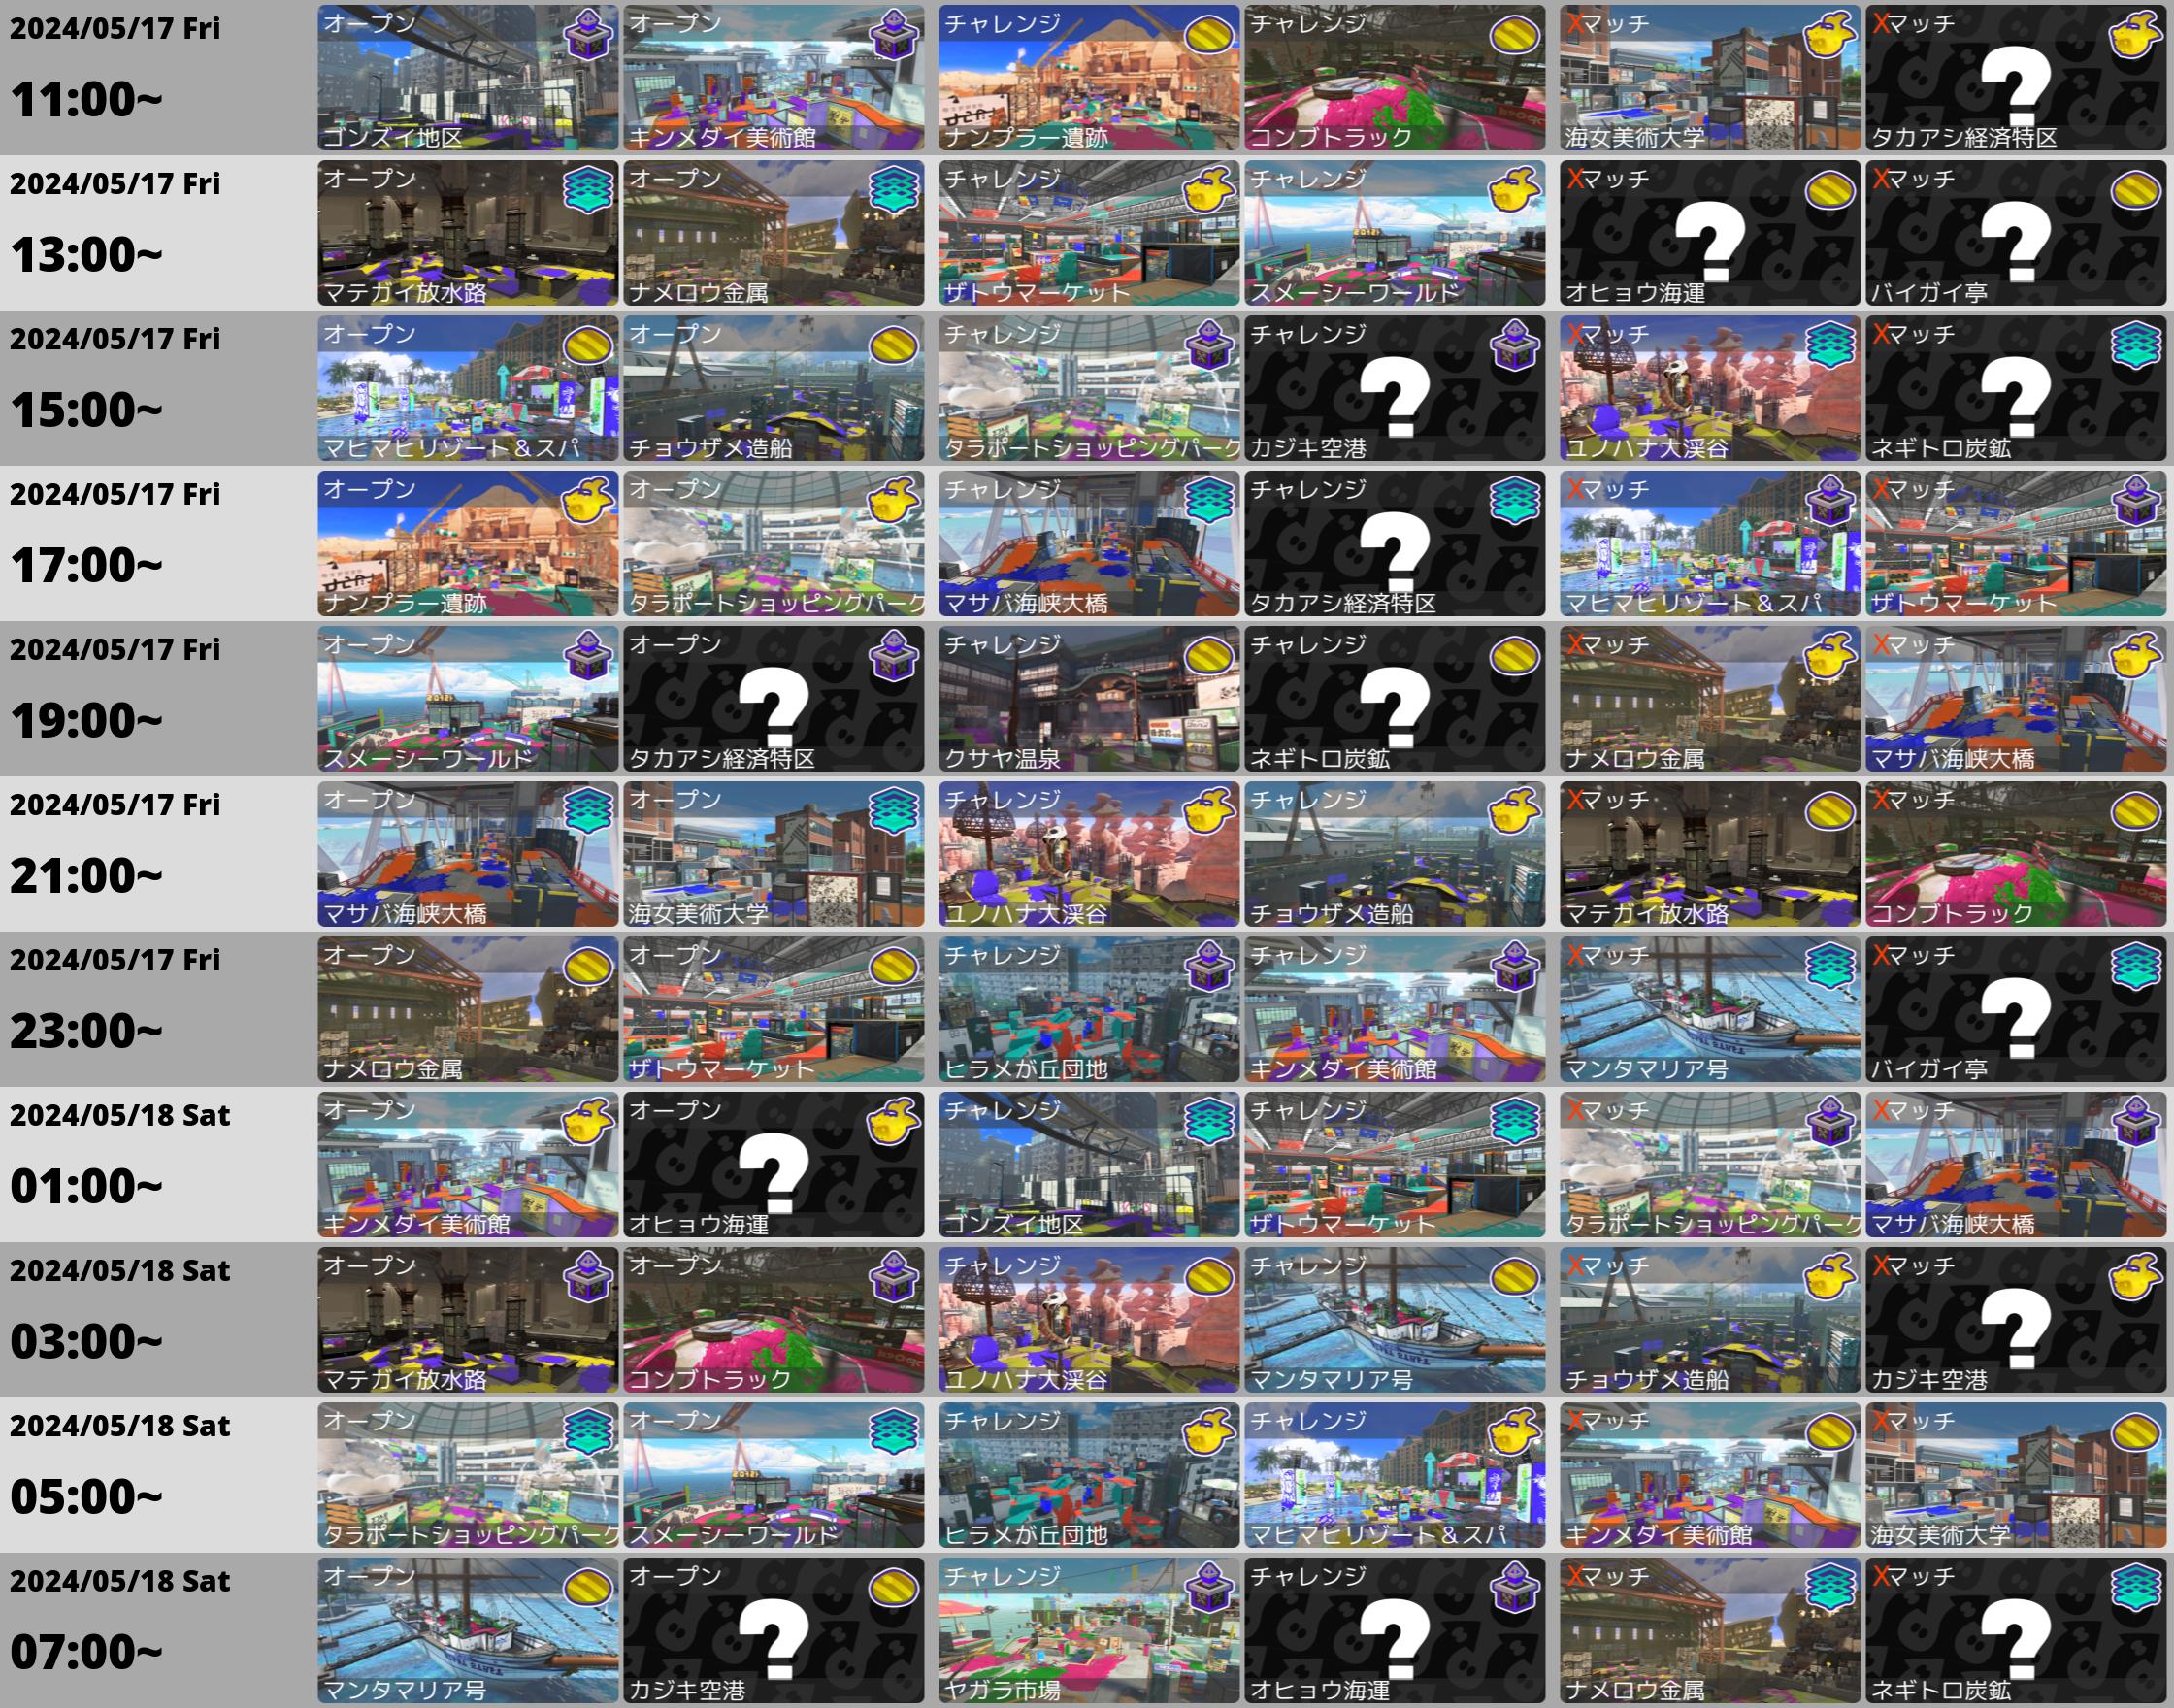 2024/05/17 Fri
11:00~
オープン
ゴンズイ地区
オープン
キンメダイ美術館
チャレンジ
ナンプラー遺跡
チャレンジ
コンブトラック
Xマッチ
海女美術大学
Xマッチ
?
タカアシ経済特区
2024/05/17 Fri
13:00~
オープン
マテガイ放水路
オープン
ナメロウ金属
チャレンジ
ザトウマーケット
チャレンジ
スメーシーワールド
Xマッチ
?
オヒョウ海運
Xマッチ
?
バイガイ亭
2024/05/17 Fri
15:00~
オープン
マヒマヒリゾート&スパ
オープン
チョウザメ造船
チャレンジ
タラポートショッピングパーク
チャレンジ
?
カジキ空港
Xマッチ
ユノハナ大渓谷
Xマッチ
?
ネギトロ炭鉱
2024/05/17 Fri
17:00~
オープン
ナンプラー遺跡
オープン
タラポートショッピングパーク
チャレンジ
マサバ海峡大橋
チャレンジ
?
タカアシ経済特区
Xマッチ
マヒマヒリゾート&スパ
Xマッチ
ザトウマーケット
2024/05/17 Fri
19:00~
オープン
スメーシーワールド
オープン
?
タカアシ経済特区
チャレンジ
クサヤ温泉
チャレンジ
?
ネギトロ炭鉱
Xマッチ
ナメロウ金属
Xマッチ
マサバ海峡大橋
2024/05/17 Fri
21:00~
オープン
マサバ海峡大橋
オープン
海女美術大学
チャレンジ
ユノハナ大渓谷
チャレンジ
チョウザメ造船
Xマッチ
マテガイ放水路
Xマッチ
コンブトラック
2024/05/17 Fri
23:00~
オープン
ナメロウ金属
オープン
ザトウマーケット
チャレンジ
ヒラメが丘団地
チャレンジ
キンメダイ美術館
Xマッチ
マンタマリア号
Xマッチ
?
バイガイ亭
2024/05/18 Sat
01:00~
オープン
キンメダイ美術館
オープン
?
オヒョウ海運
チャレンジ
ゴンズイ地区
チャレンジ
ザトウマーケット
Xマッチ
タラポートショッピングパーク
Xマッチ
マサバ海峡大橋
2024/05/18 Sat
03:00~
オープン
マテガイ放水路
オープン
コンブトラック
チャレンジ
ユノハナ大渓谷
チャレンジ
マンタマリア号
Xマッチ
チョウザメ造船
Xマッチ
?
カジキ空港
2024/05/18 Sat
05:00~
オープン
タラポートショッピングパーク
オープン
スメーシーワールド
チャレンジ
ヒラメが丘団地
チャレンジ
マヒマヒリゾート&スパ
Xマッチ
キンメダイ美術館
Xマッチ
海女美術大学
2024/05/18 Sat
07:00~
オープン
マンタマリア号
オープン
?
カジキ空港
チャレンジ
ヤガラ市場
チャレンジ
?
オヒョウ海運
Xマッチ
ナメロウ金属
Xマッチ
?
ネギトロ炭鉱